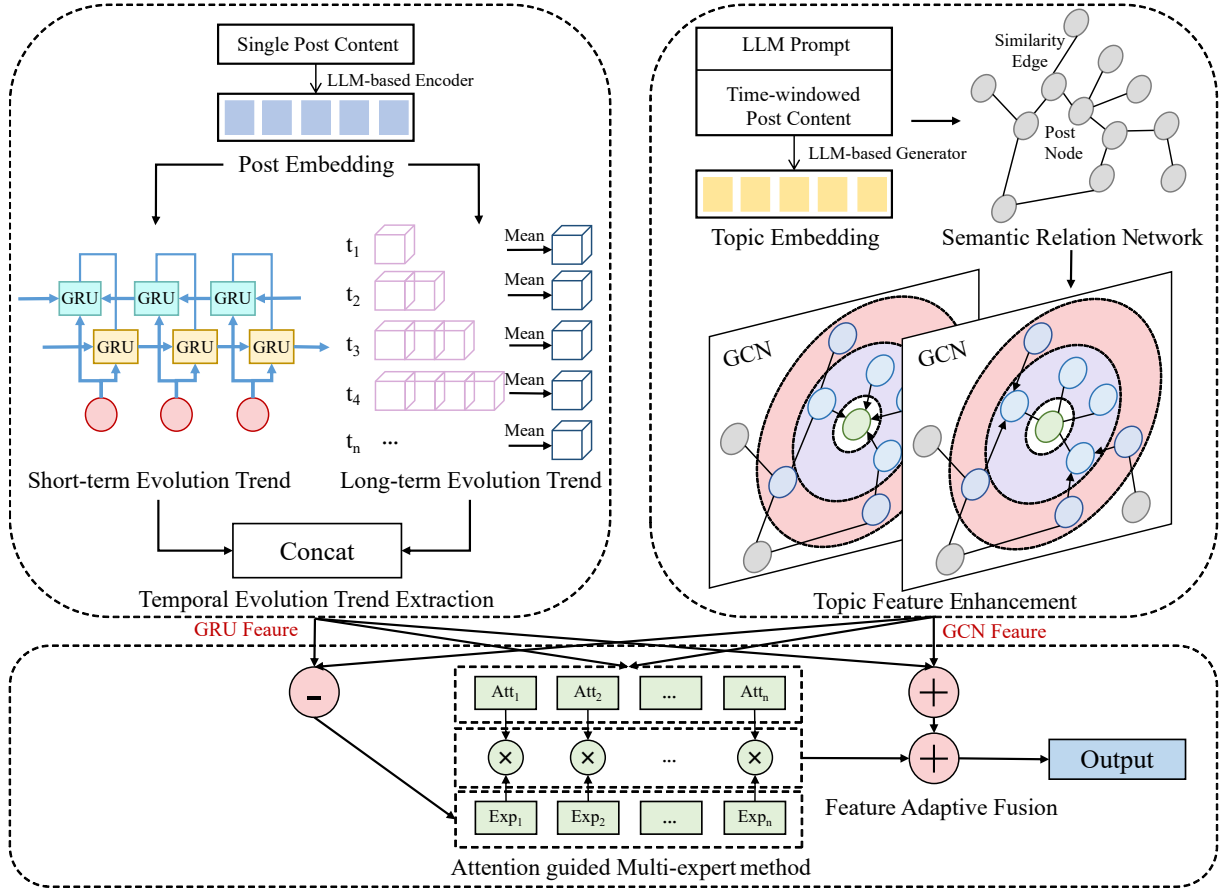 Single Post Content
LLM-based Encoder
Post Embedding
GRU
GRU
GRU
GRU
GRU
GRU
Short-term Evolution Trend
t1
Mean
t2
Mean
t3
Mean
t4
Mean
tn
...
Mean
Long-term Evolution Trend
Concat
Temporal Evolution Trend Extraction
LLM Prompt
Time-windowed
Post Content
LLM-based Generator
Topic Embedding
Similarity
Edge
Post
Node
Semantic Relation Network
GCN
GCN
Topic Feature Enhancement
GRU Feaure
GCN Feaure
-
+
Att1
Att2
...
Attn
×
×
...
×
+
Output
Exp1
Exp2
...
Expn
Feature Adaptive Fusion
Attention guided Multi-expert method